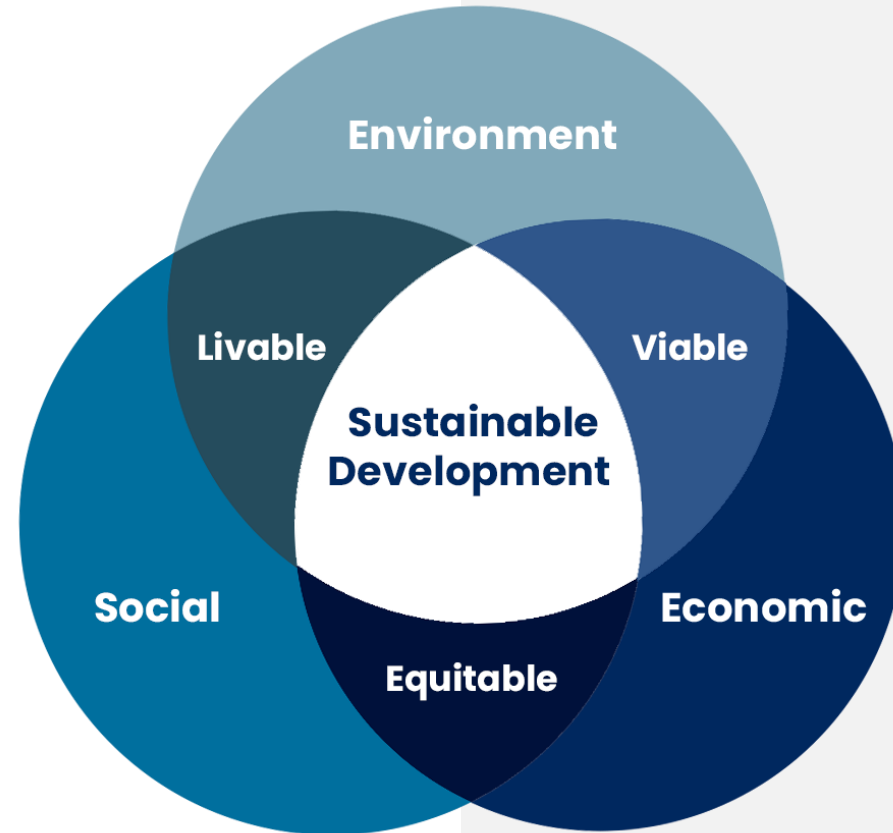 Environment
Livable
Viable
Sustainable
Development
Social
Economic
Equitable